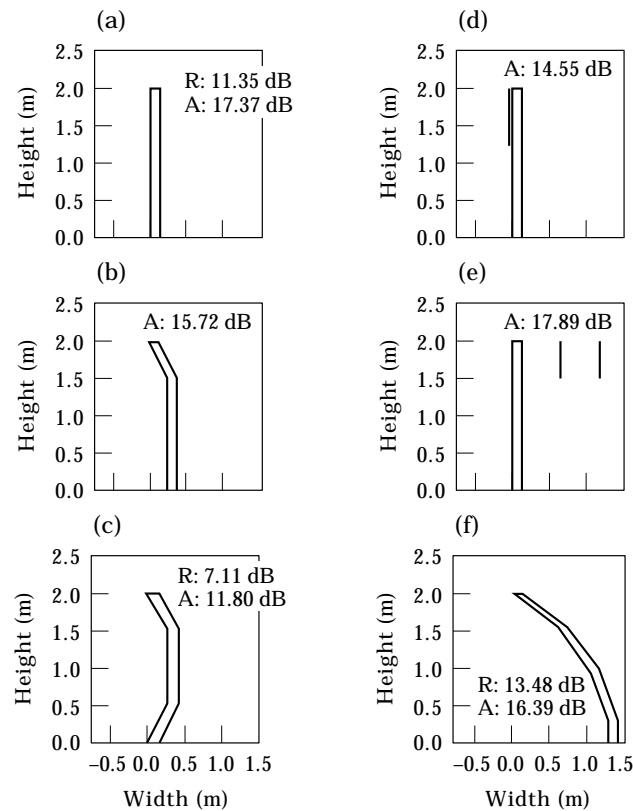 (a)
2.5
2.0
1.5
1.0
0.5
0.0
Height (m)
R: 11.35 dB
A: 17.37 dB
(b)
2.5
2.0
1.5
1.0
0.5
0.0
Height (m)
A: 15.72 dB
(c)
2.5
2.0
1.5
1.0
0.5
0.0
Height (m)
R: 7.11 dB
A: 11.80 dB
−0.5 0.0 0.5 1.0 1.5
Width (m)
(d)
2.5
2.0
1.5
1.0
0.5
0.0
Height (m)
A: 14.55 dB
(e)
2.5
2.0
1.5
1.0
0.5
0.0
Height (m)
A: 17.89 dB
(f)
2.5
2.0
1.5
1.0
0.5
0.0
Height (m)
R: 13.48 dB
A: 16.39 dB
−0.5 0.0 0.5 1.0 1.5
Width (m)